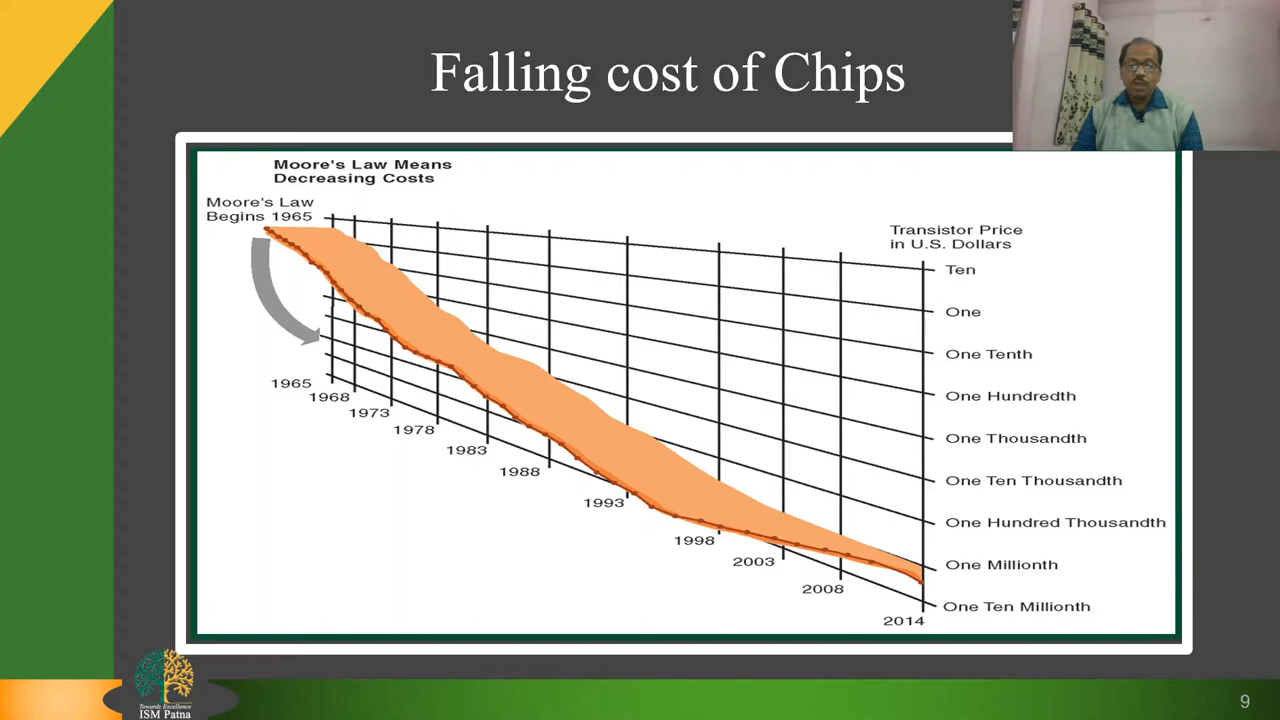 Falling cost of Chips
Moore's Law Means
Decreasing Costs
Moore's Law
Begins 1965
Transistor Price
in U.S. Dollars
Ten
One
One Tenth
One Hundredth
One Thousandth
One Ten Thousandth
One Hundred Thousandth
One Millionth
One Ten Millionth
1965
1968
1973
1978
1983
1988
1993
1998
2003
2008
2014
Towards Excellence
ISM Patna
9